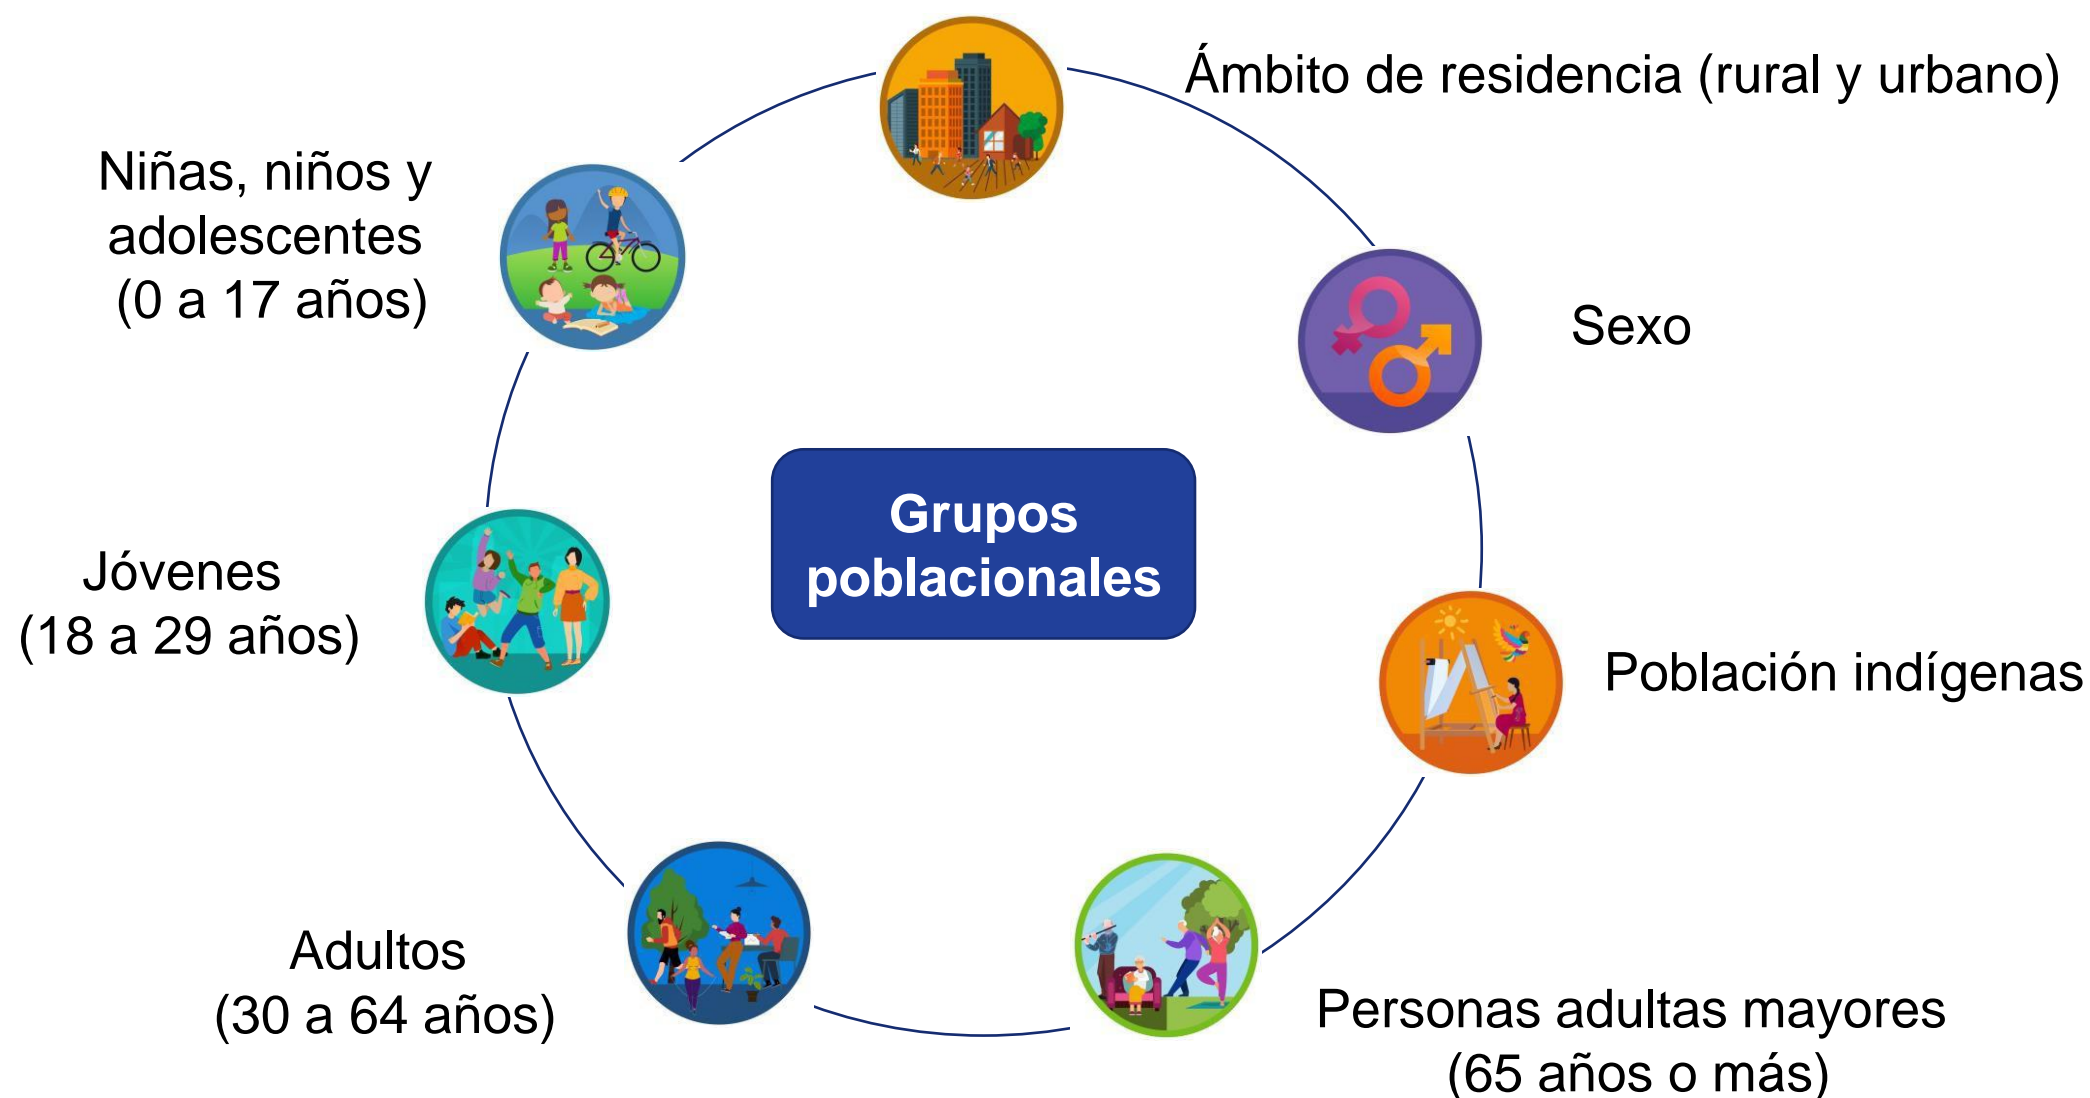 Ámbito de residencia (rural y urbano)
Niñas, niños y
adolescentes
(0 a 17 años)
Sexo
Grupos
poblacionales
Jóvenes
(18 a 29 años)
Población indígenas
Adultos
(30 a 64 años)
Personas adultas mayores
(65 años o más)